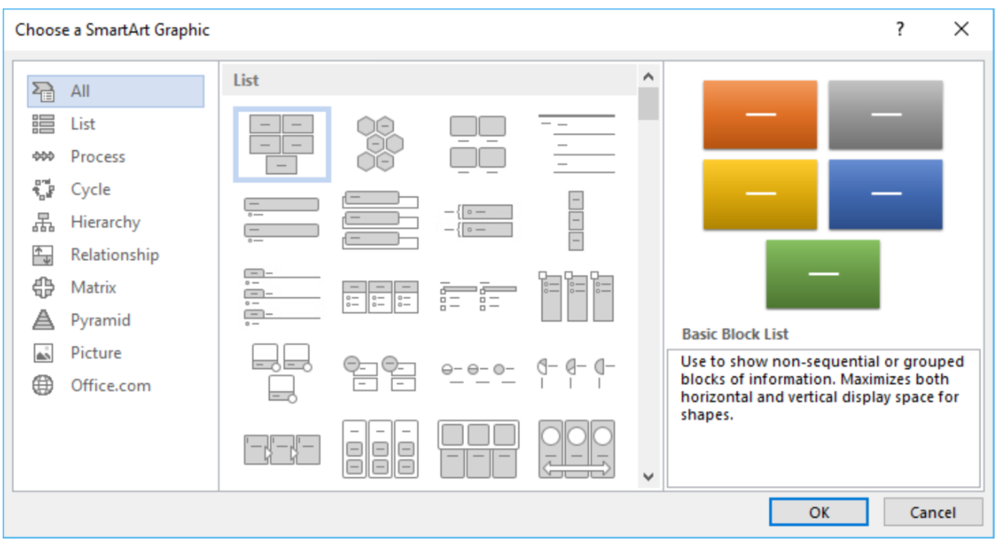 Choose a SmartArt Graphic
?
All
List
Process
Cycle
Hierarchy
Relationship
Matrix
Pyramid
Picture
Office.com
List
Basic Block List
Use to show non-sequential or grouped
blocks of information. Maximizes both
horizontal and vertical display space for
shapes.
OK
Cancel